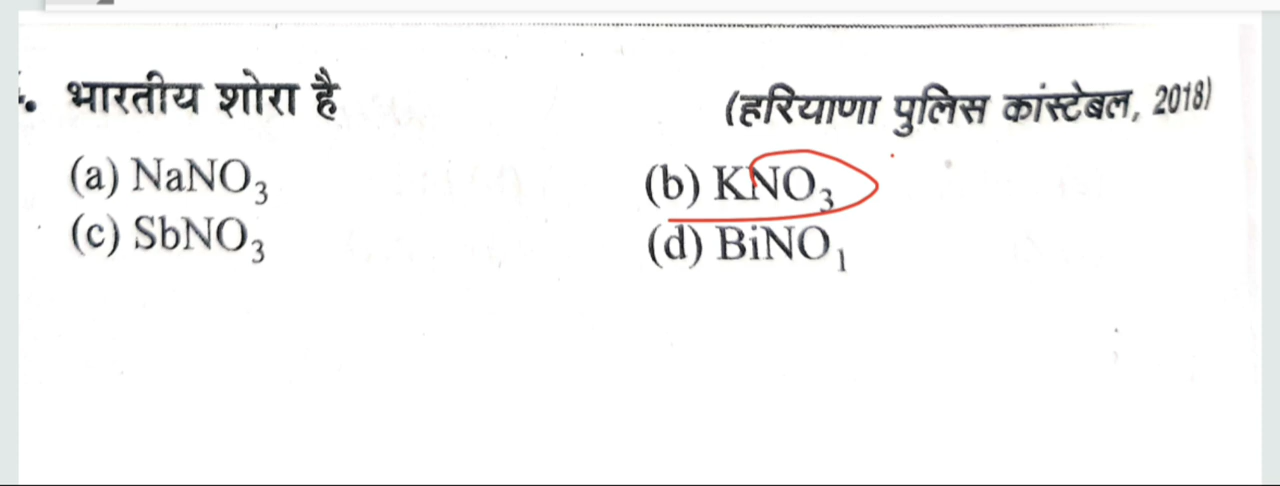 भारतीय शोरा है (हरियाणा पुलिस कांस्टेबल, 2018)
(a) NaNO₃ (b) KNO₃
(c) SbNO₃ (d) BiNO₁